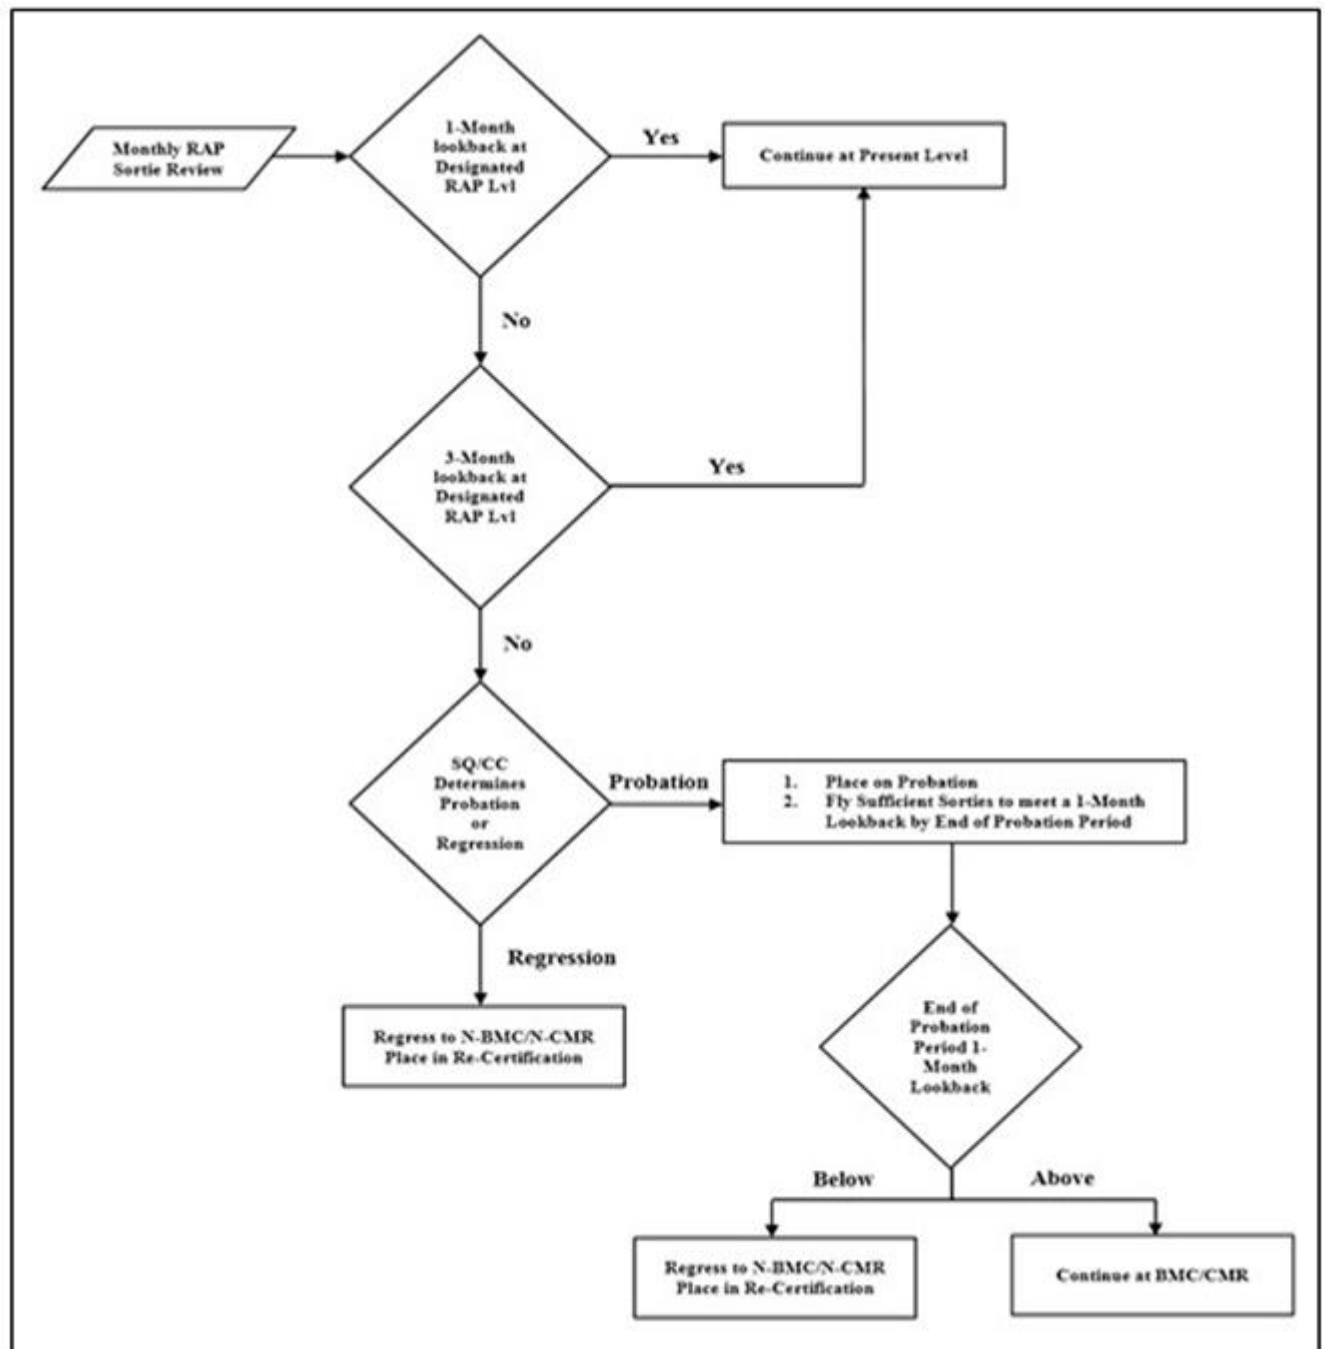 Monthly RAP
Sortie Review
1-Month
lookback at
Designated
RAP Lvl
Yes
Continue at Present Level
No
3-Month
lookback at
Designated
RAP Lvl
Yes
No
SQ/CC
Determines
Probation
or
Regression
Probation
1. Place on Probation
2. Fly Sufficient Sorties to meet a 1-Month
Lookback by End of Probation Period
Regression
Regress to N-BMC/N-CMR
Place in Re-Certification
End of
Probation
Period 1-
Month
Lookback
Below
Above
Regress to N-BMC/N-CMR
Place in Re-Certification
Continue at BMC/CMR